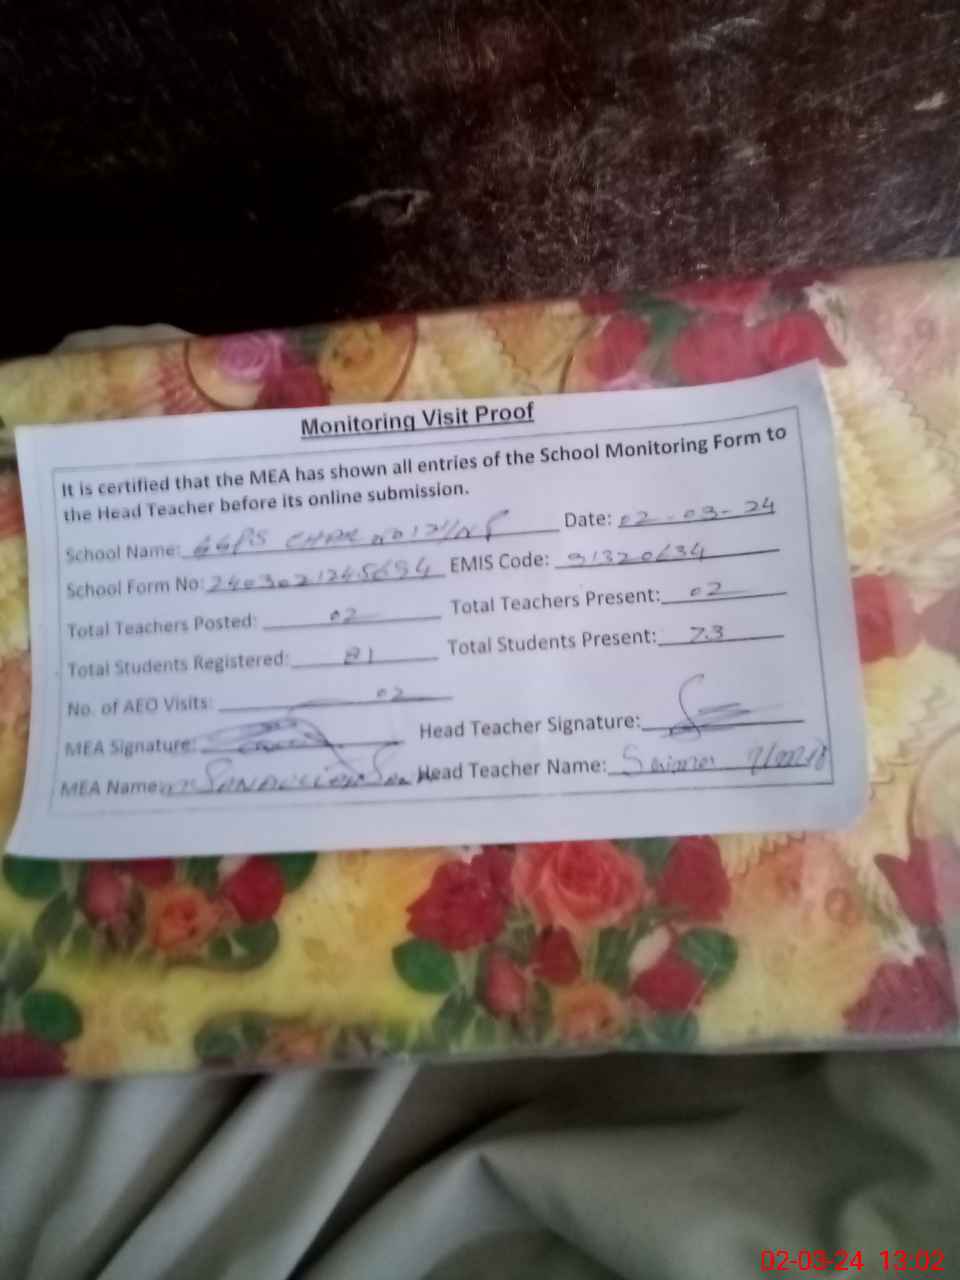 Monitoring Visit Proof
It is certified that the MEA has shown all entries of the School Monitoring Form to
the Head Teacher before its online submission.
School Name: GGPS CHAK NO Date: 02-03-24
School Form No: EMIS Code:
Total Teachers Posted: 02 Total Teachers Present: 02
Total Students Registered: 81 Total Students Present: 73
No. of AEO Visits: 02
MEA Signature: Head Teacher Signature:
MEA Name: Head Teacher Name:
02-03-24 13:02